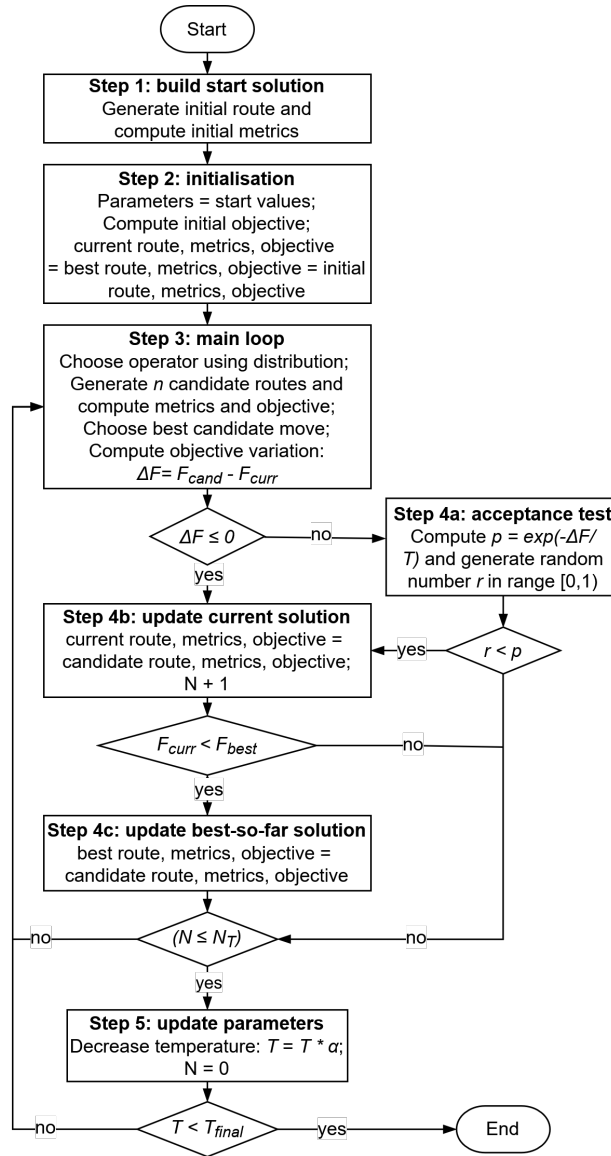 Start
Step 1: build start solution
Generate initial route and
compute initial metrics
Step 2: initialisation
Parameters = start values;
Compute initial objective;
current route, metrics, objective
= best route, metrics, objective = initial
route, metrics, objective
Step 3: main loop
Choose operator using distribution;
Generate n candidate routes and
compute metrics and objective;
Choose best candidate move;
Compute objective variation:
ΔF= F_cand - F_curr
ΔF ≤ 0
no
yes
Step 4a: acceptance test
Compute p = exp(-ΔF/
T) and generate random
number r in range [0,1)
r < p
yes
no
Step 4b: update current solution
current route, metrics, objective =
candidate route, metrics, objective;
N + 1
F_curr < F_best
no
yes
Step 4c: update best-so-far solution
best route, metrics, objective =
candidate route, metrics, objective
(N ≤ N_T)
no
yes
Step 5: update parameters
Decrease temperature: T = T * α;
N = 0
T < T_final
no
yes
End